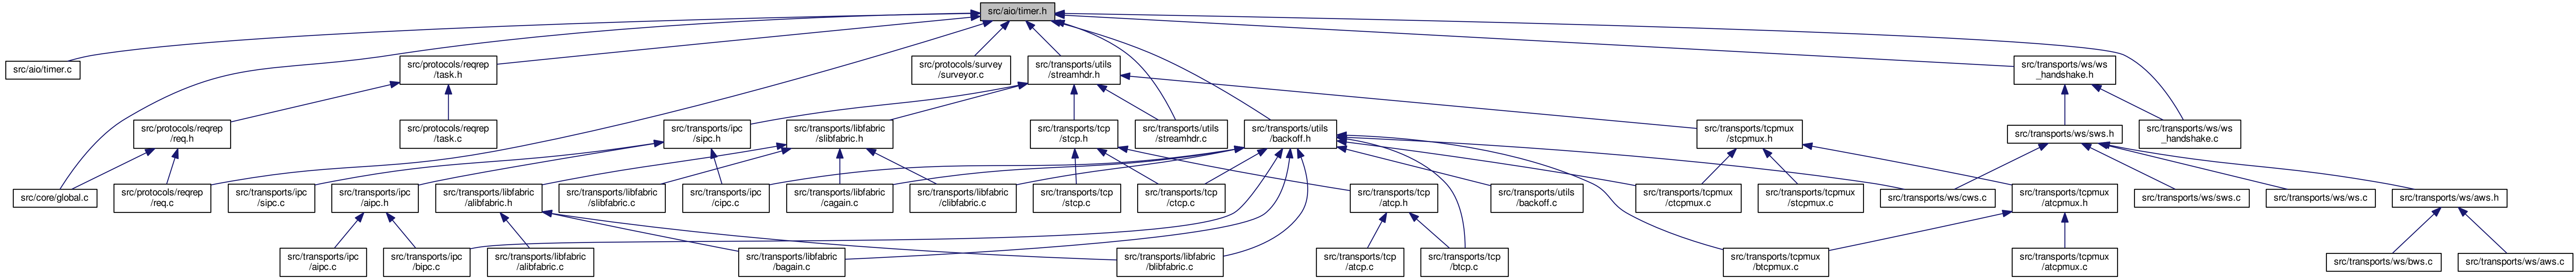 src/aio/timer.h
src/aio/timer.c
src/protocols/reqrep
/task.h
src/protocols/survey
/surveyor.c
src/transports/utils
/streamhdr.h
src/transports/ws/ws
_handshake.h
src/protocols/reqrep
/req.h
src/protocols/reqrep
/task.c
src/transports/ipc
/sipc.h
src/transports/libfabric
/slibfabric.h
src/transports/tcp
/stcp.h
src/transports/utils
/streamhdr.c
src/transports/utils
/backoff.h
src/transports/tcpmux
/stcpmux.h
src/transports/ws/sws.h
src/transports/ws/ws
_handshake.c
src/core/global.c
src/protocols/reqrep
/req.c
src/transports/ipc
/sipc.c
src/transports/ipc
/aipc.h
src/transports/libfabric
/alibfabric.h
src/transports/libfabric
/slibfabric.c
src/transports/ipc
/cipc.c
src/transports/libfabric
/cagain.c
src/transports/libfabric
/clibfabric.c
src/transports/tcp
/stcp.c
src/transports/tcp
/ctcp.c
src/transports/tcp
/atcp.h
src/transports/utils
/backoff.c
src/transports/tcpmux
/ctcpmux.c
src/transports/tcpmux
/stcpmux.c
src/transports/ws/cws.c
src/transports/tcpmux
/atcpmux.h
src/transports/ws/sws.c
src/transports/ws/ws.c
src/transports/ws/aws.h
src/transports/ipc
/aipc.c
src/transports/ipc
/bipc.c
src/transports/libfabric
/alibfabric.c
src/transports/libfabric
/bagain.c
src/transports/libfabric
/blibfabric.c
src/transports/tcp
/atcp.c
src/transports/tcp
/btcp.c
src/transports/tcpmux
/btcpmux.c
src/transports/tcpmux
/atcpmux.c
src/transports/ws/bws.c
src/transports/ws/aws.c